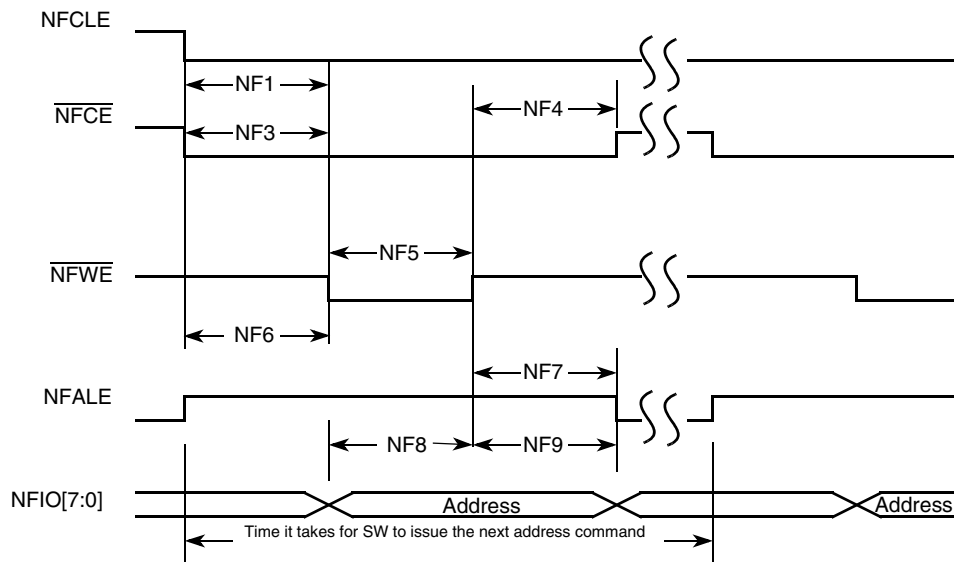 NFCLE
NF1
NFCE
NF3
NF4
NF5
NFWE
NF6
NF7
NFALE
NF8
NF9
NFIO[7:0]
Address
Address
Time it takes for SW to issue the next address command